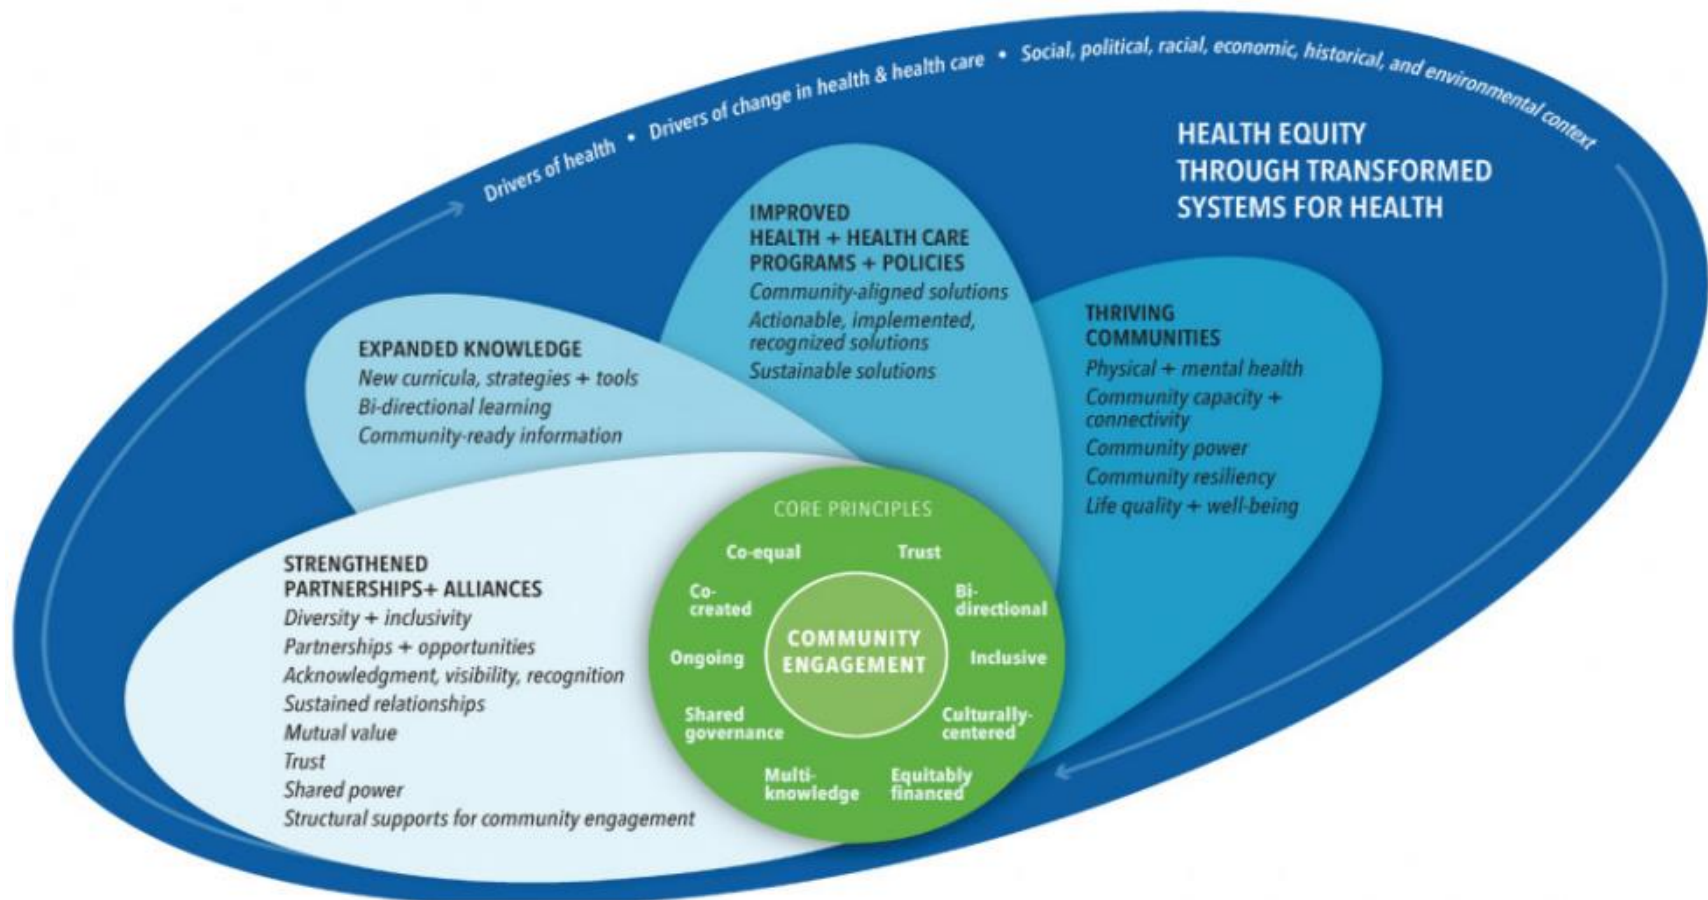 Drivers of health • Drivers of change in health & health care • Social, political, racial, economic, historical, and environmental context
HEALTH EQUITY
THROUGH TRANSFORMED
SYSTEMS FOR HEALTH
IMPROVED
HEALTH + HEALTH CARE
PROGRAMS + POLICIES
Community-aligned solutions
Actionable, implemented,
recognized solutions
Sustainable solutions
THRIVING
COMMUNITIES
Physical + mental health
Community capacity +
connectivity
Community power
Community resiliency
Life quality + well-being
EXPANDED KNOWLEDGE
New curricula, strategies + tools
Bi-directional learning
Community-ready information
STRENGTHENED
PARTNERSHIPS+ ALLIANCES
Diversity + inclusivity
Partnerships + opportunities
Acknowledgment, visibility, recognition
Sustained relationships
Mutual value
Trust
Shared power
Structural supports for community engagement
CORE PRINCIPLES
Co-equal
Trust
Co-
created
Bi-
directional
Ongoing
COMMUNITY
ENGAGEMENT
Inclusive
Shared
governance
Culturally-
centered
Multi-
knowledge
Equitably
financed